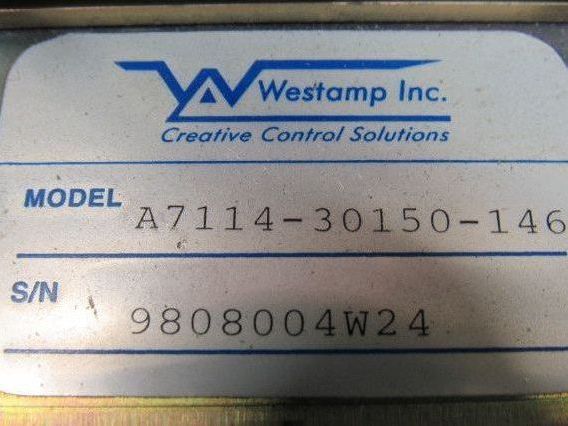 Westamp Inc.
Creative Control Solutions
MODEL A7114-30150-146
S/N 9808004W24